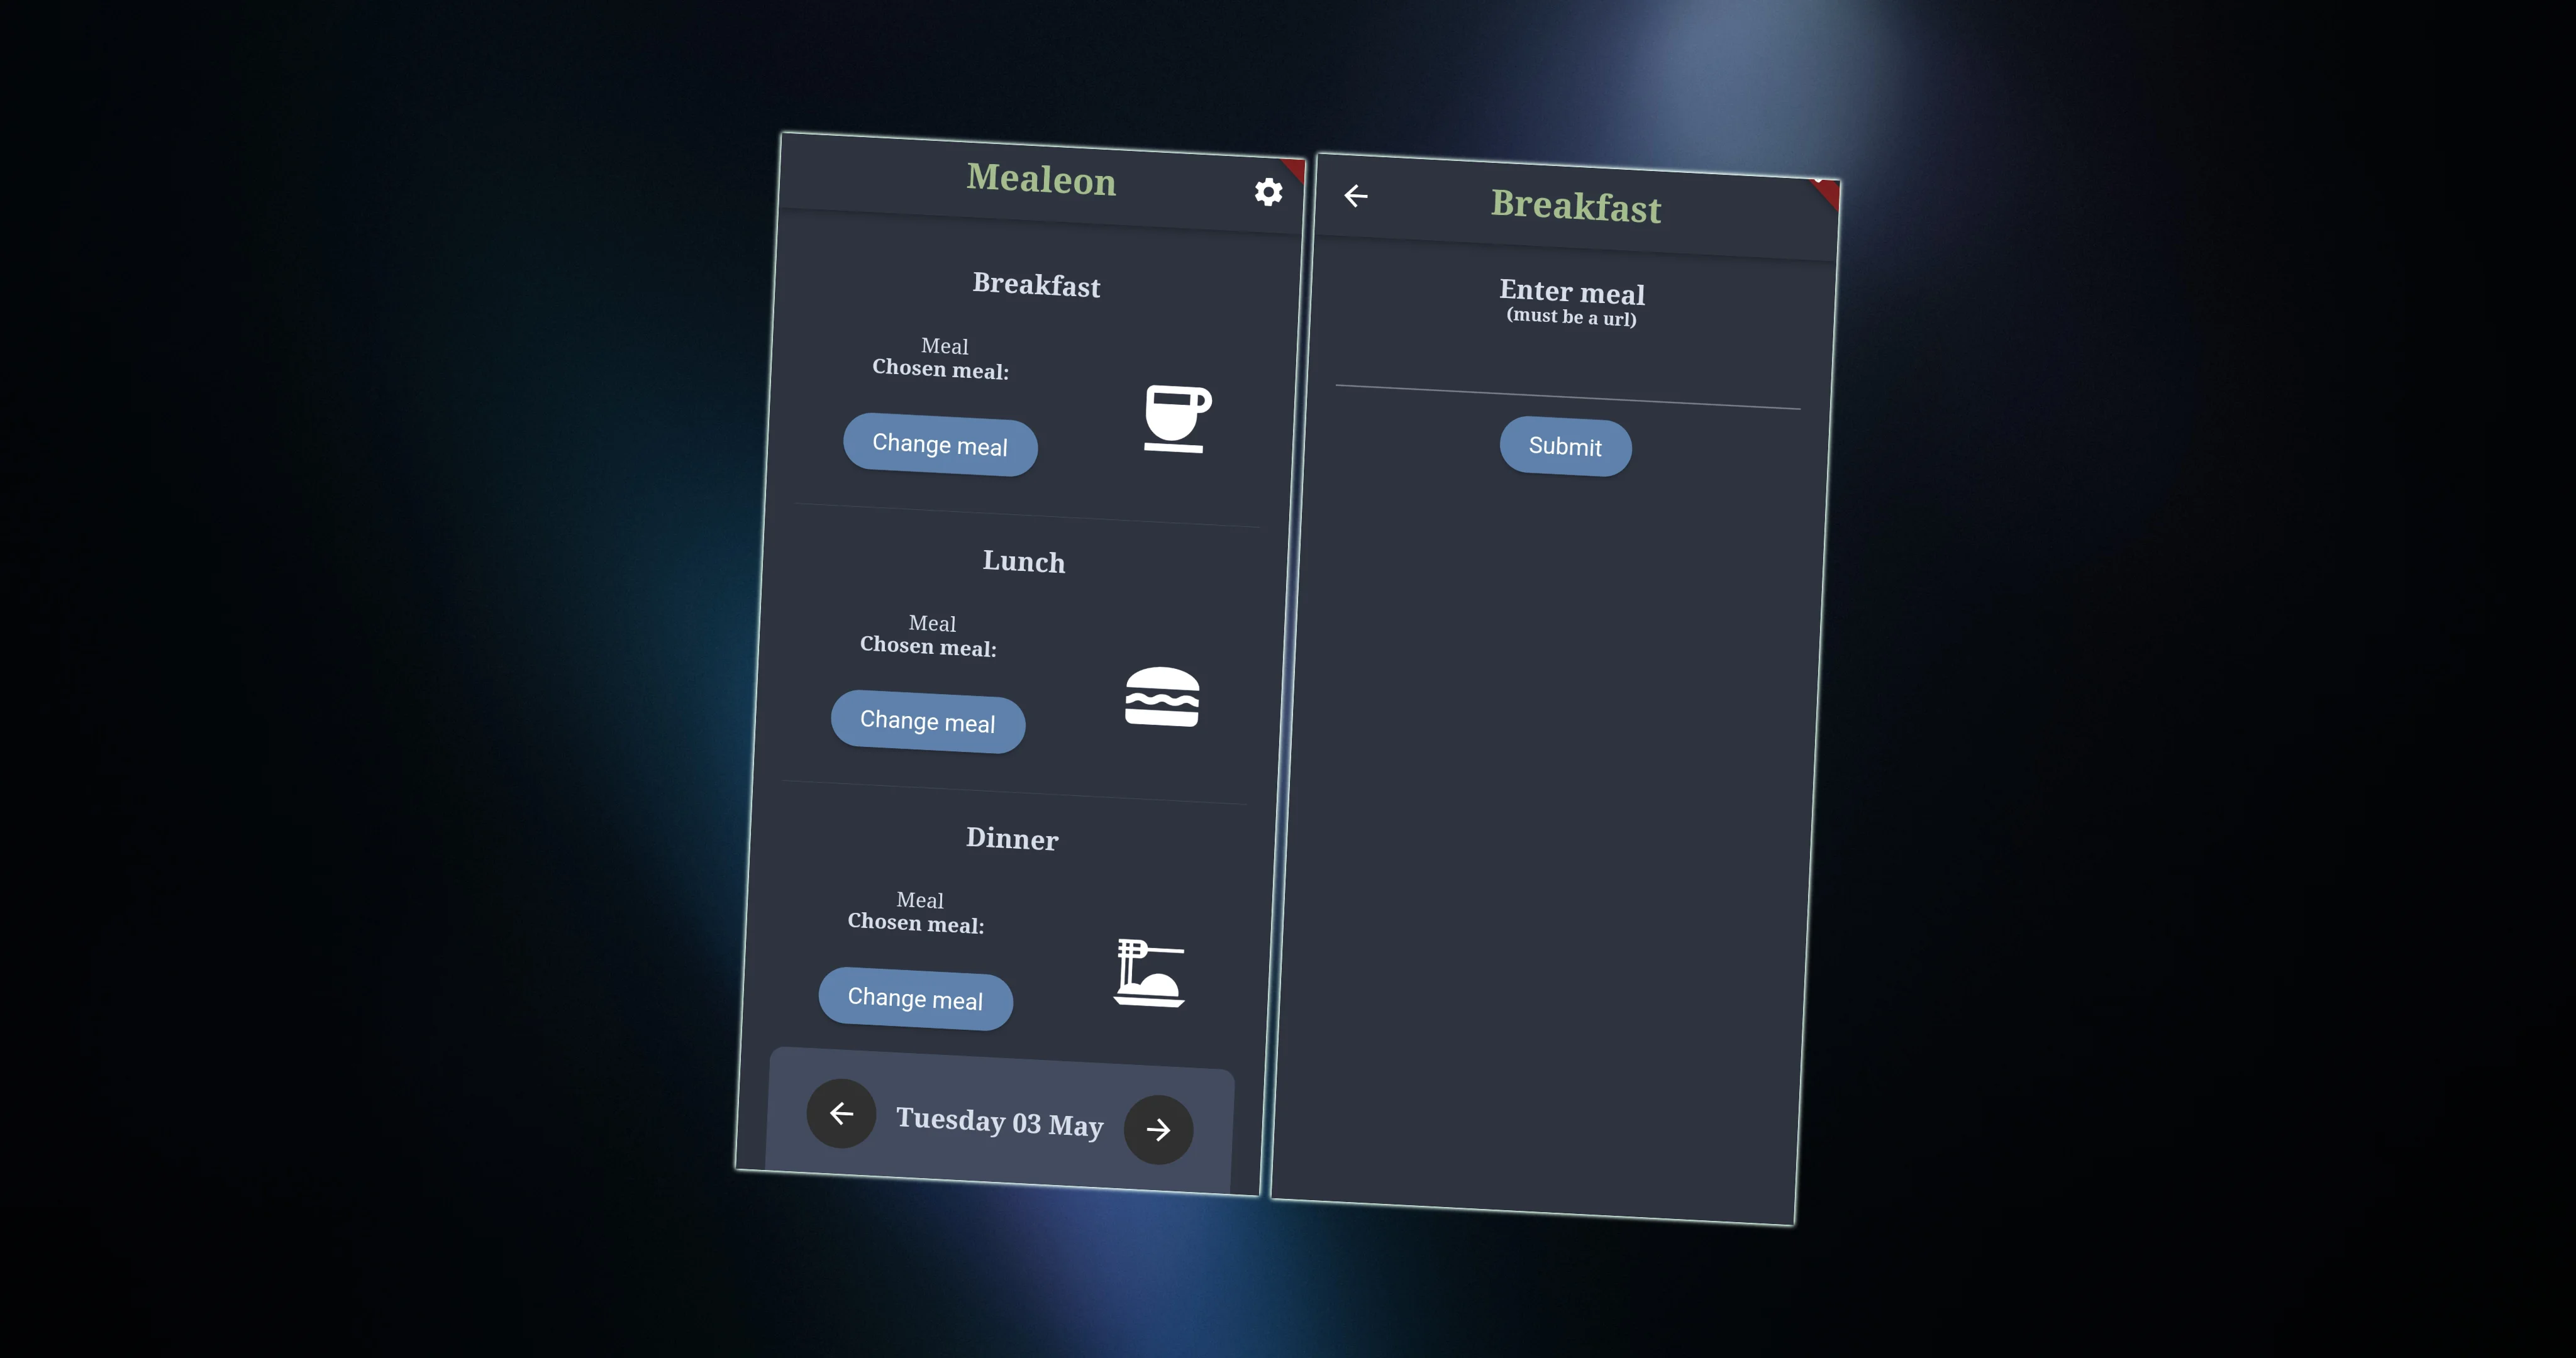 Mealeon
Breakfast
Meal
Chosen meal:
Change meal
Lunch
Meal
Chosen meal:
Change meal
Dinner
Meal
Chosen meal:
Change meal
Tuesday 03 May
Breakfast
Enter meal
(must be a url)
Submit